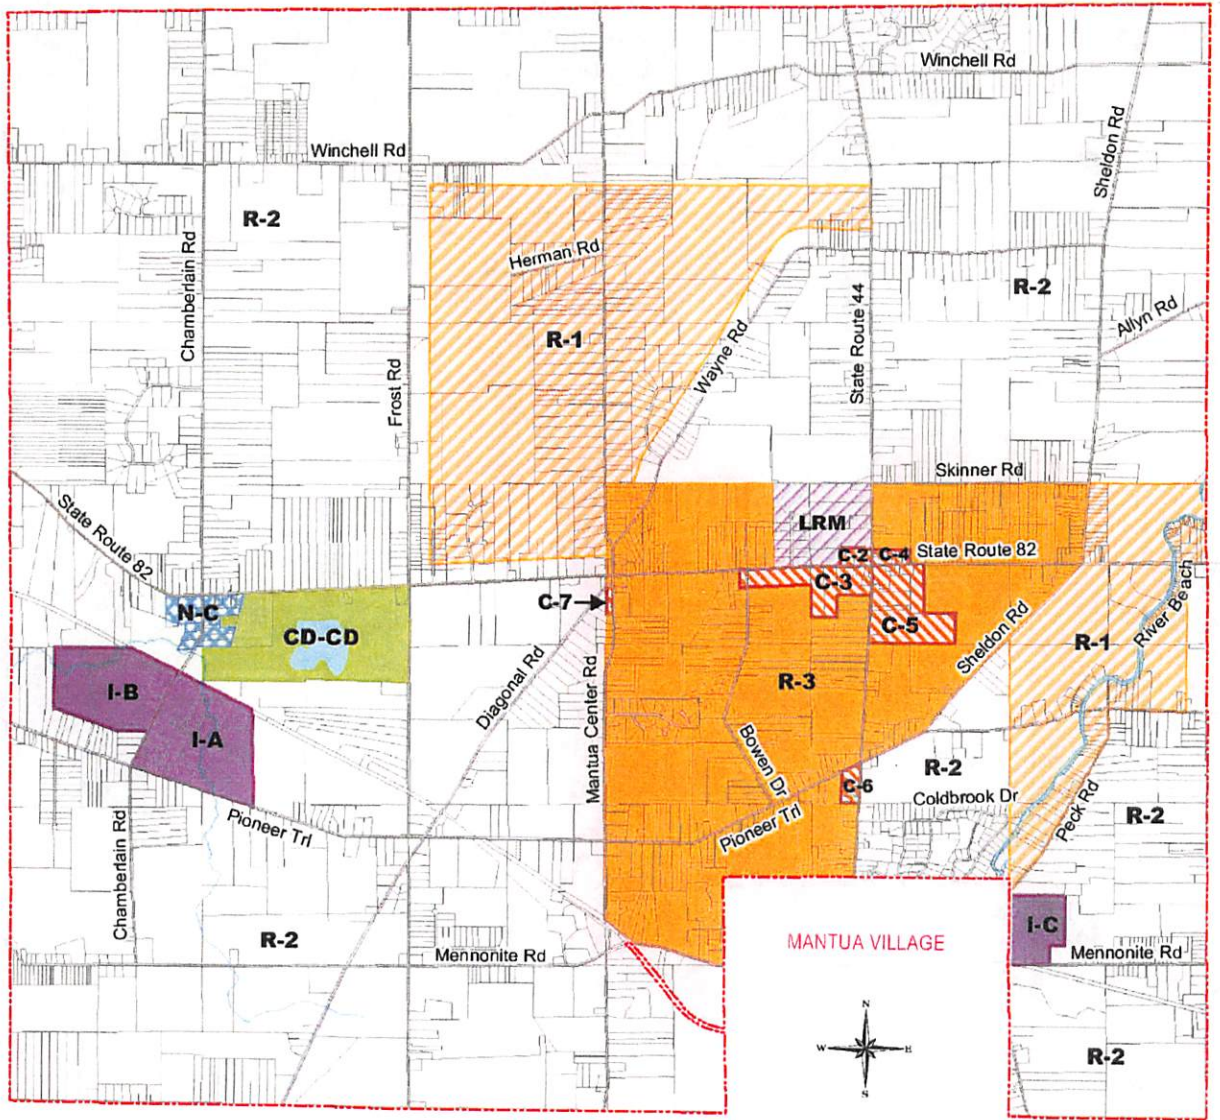 Winchell Rd
Sheldon Rd
Winchell Rd
R-2
Chamberlain Rd
Herman Rd
R-2
State Route 44
Allyn Rd
R-1
Wayne Rd
Frost Rd
Skinner Rd
State Route 82
LRM
C-2
C-4
State Route 82
C-3
N-C
C-7
CD-CD
C-5
Sheldon Rd
River Beach
R-1
I-B
Diagonal Rd
Mantua Center Rd
R-3
I-A
Bowen Dr
R-2
C-6
Coldbrook Dr
Peck Rd
R-2
Pioneer Trl
Pioneer Trl
Chamberlain Rd
R-2
I-C
MANTUA VILLAGE
Mennonite Rd
Mennonite Rd
N
W
E
S
R-2